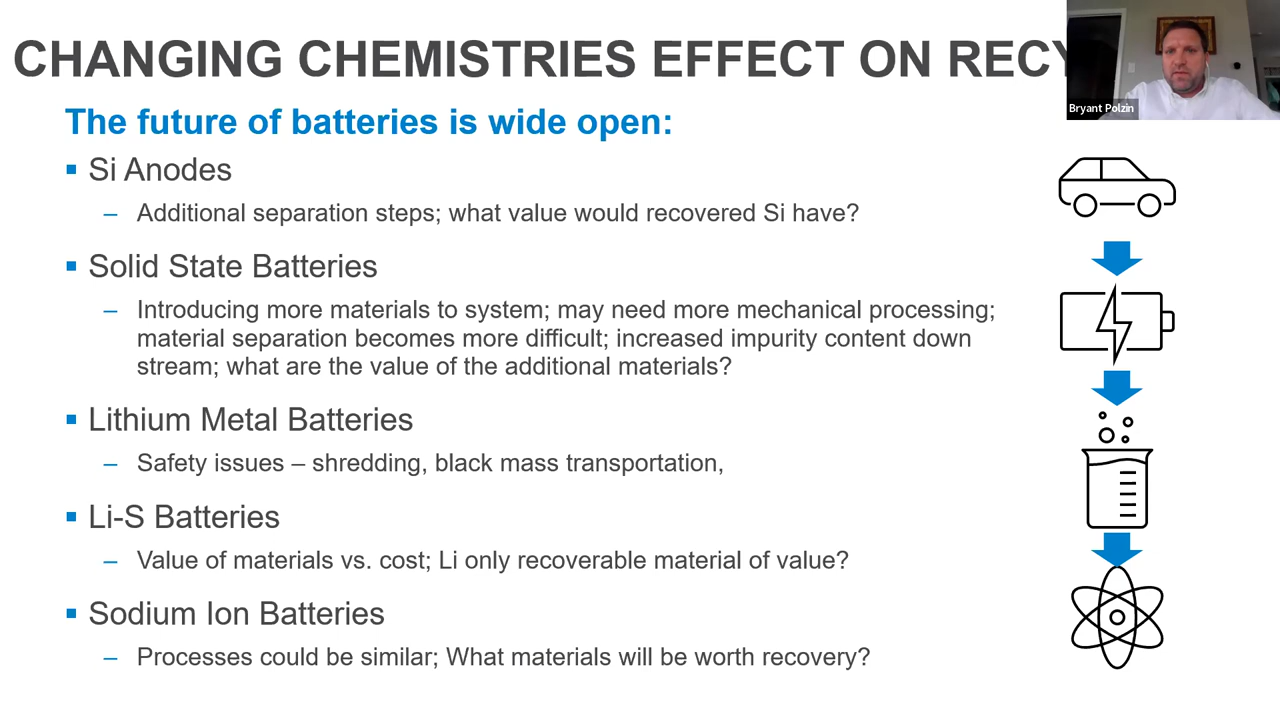 CHANGING CHEMISTRIES EFFECT ON RECY
Bryant Polzin
The future of batteries is wide open:
▪ Si Anodes
– Additional separation steps; what value would recovered Si have?
▪ Solid State Batteries
– Introducing more materials to system; may need more mechanical processing;
material separation becomes more difficult; increased impurity content down
stream; what are the value of the additional materials?
▪ Lithium Metal Batteries
– Safety issues – shredding, black mass transportation,
▪ Li-S Batteries
– Value of materials vs. cost; Li only recoverable material of value?
▪ Sodium Ion Batteries
– Processes could be similar; What materials will be worth recovery?